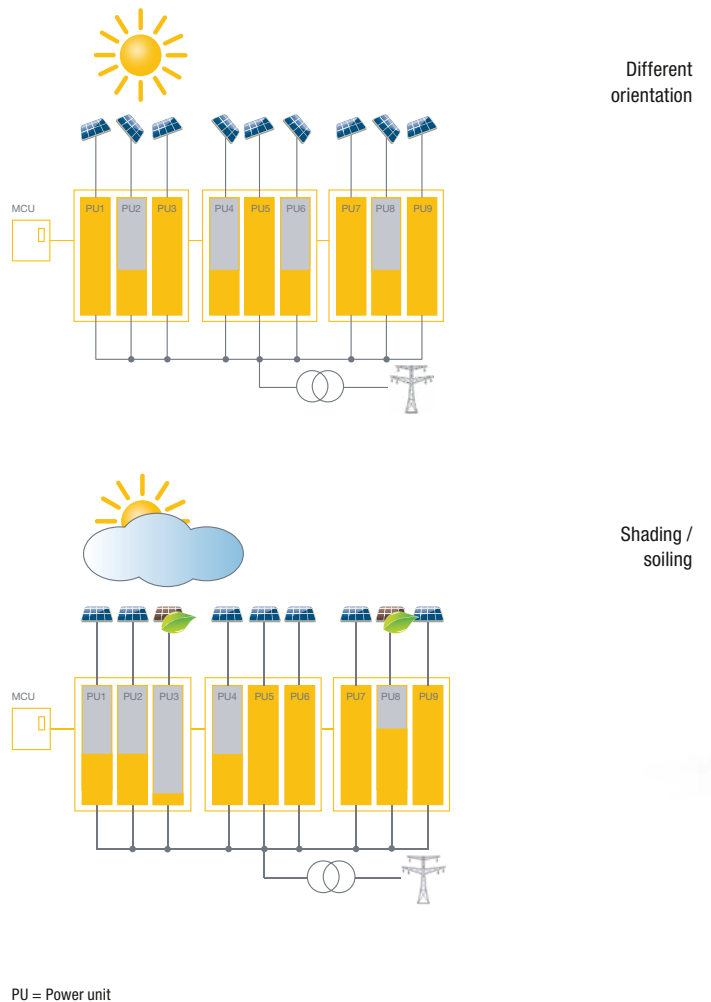 Different
orientation
MCU
PU1 PU2 PU3 PU4 PU5 PU6 PU7 PU8 PU9
Shading /
soiling
MCU
PU1 PU2 PU3 PU4 PU5 PU6 PU7 PU8 PU9
PU = Power unit